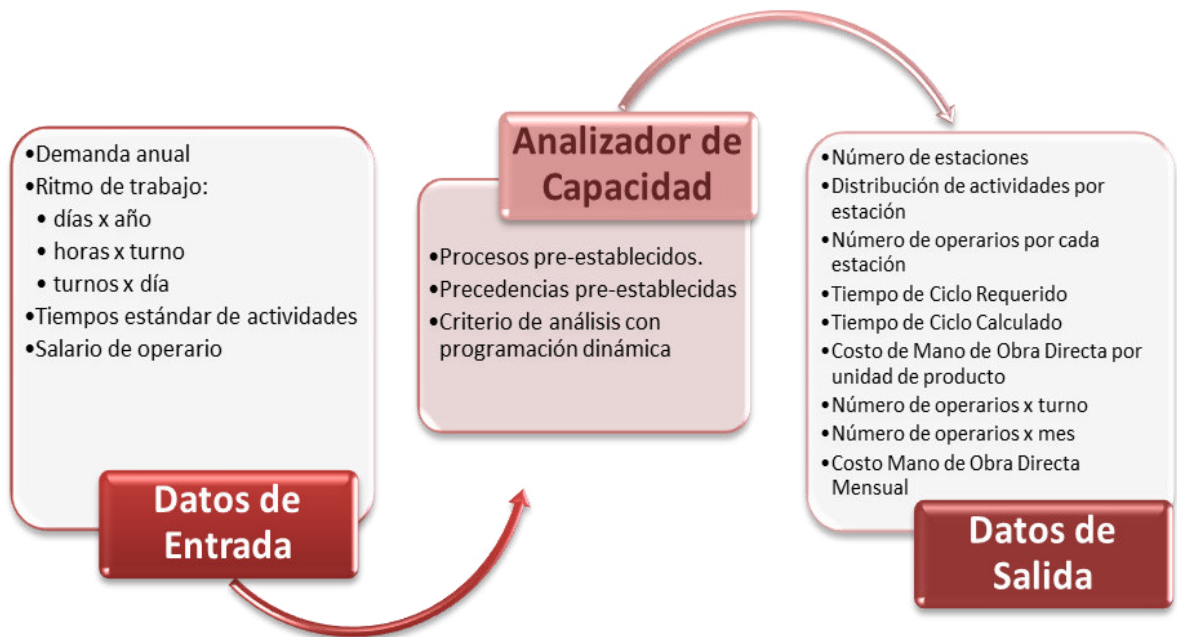 •Demanda anual
•Ritmo de trabajo:
• días x año
• horas x turno
• turnos x día
•Tiempos estándar de actividades
•Salario de operario
Datos de
Entrada
Analizador de
Capacidad
•Procesos pre-establecidos.
•Precedencias pre-establecidas
•Criterio de análisis con
programación dinámica
•Número de estaciones
•Distribución de actividades por
estación
•Número de operarios por cada
estación
•Tiempo de Ciclo Requerido
•Tiempo de Ciclo Calculado
•Costo de Mano de Obra Directa por
unidad de producto
•Número de operarios x turno
•Número de operarios x mes
•Costo Mano de Obra Directa
Mensual
Datos de
Salida